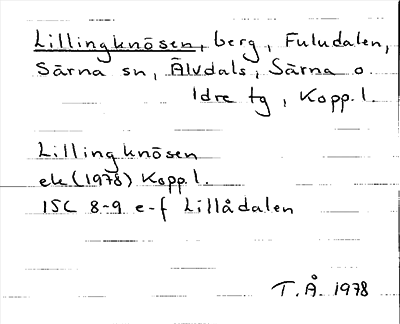 Lillingknösen, berg, Fuludalen,
Särna sn, Älvdals, Särna o
Idre tg, Kopp. l.
Lillingknösen
ek (1978) Kopp l.
15C 8-9 e-f Lillådalen
T.Å. 1978